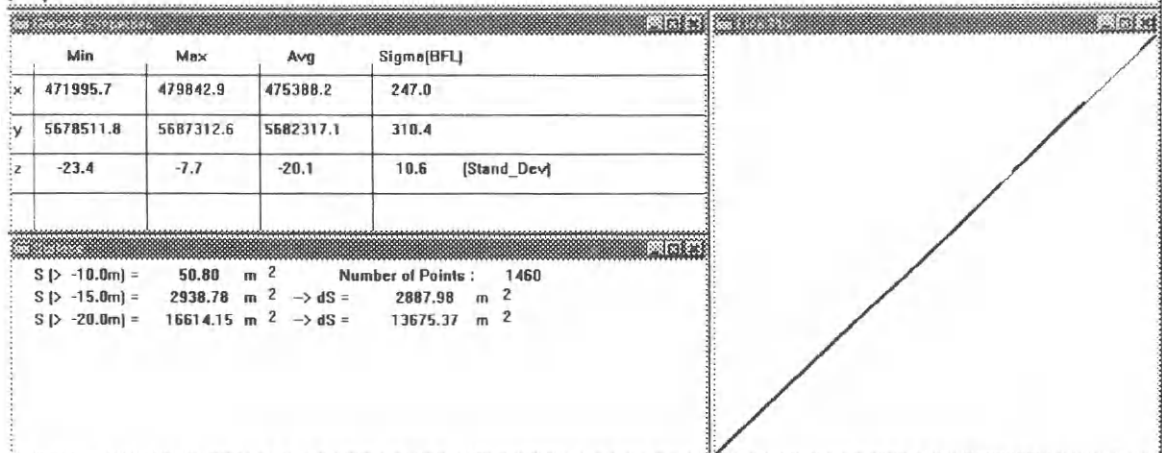 Min Max Avg Sigma(BFL)
x 471995.7 479842.9 475388.2 247.0
y 5678511.8 5687312.6 5682317.1 310.4
z -23.4 -7.7 -20.1 10.6 (Stand_Dev)
S (> -10.0m) = 50.80 m 2 Number of Points : 1460
S (> -15.0m) = 2938.78 m 2 -> dS = 2887.98 m 2
S (> -20.0m) = 16614.15 m 2 -> dS = 13675.37 m 2